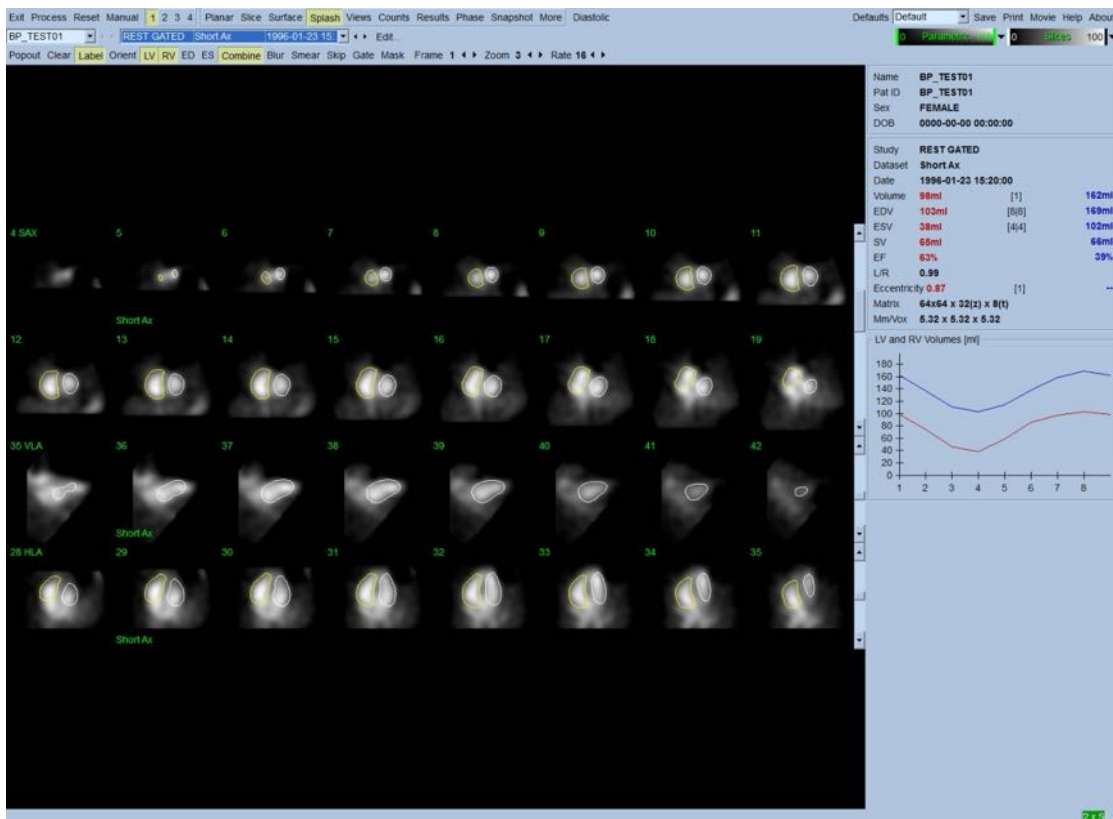 Exit Process Reset Manual 1 2 3 4 Planar Slice Surface Splash Views Counts Results Phase Snapshot More Diastolic Defaults Default Save Print Movie Help Abou
BP_TEST01 REST GATED Short Ax 1996-01-23 15: Edit... 0 Parametric 0 Slices 100
Popout Clear Label Orient LV RV ED ES Combine Blur Smear Skip Gate Mask Frame 1 Zoom 3 Rate 16
Name BP_TEST01
Pat ID BP_TEST01
Sex FEMALE
DOB 0000-00-00 00:00:00
Study REST GATED
Dataset Short Ax
Date 1996-01-23 15:20:00
Volume 98ml [1] 162ml
EDV 103ml [8|8] 169ml
ESV 38ml [4|4] 102ml
SV 65ml 66ml
EF 63% 39%
L/R 0.99
Eccentricity 0.87 [1] --
Matrix 64x64 x 32(z) x 8(t)
Mm/Vox 5.32 x 5.32 x 5.32
LV and RV Volumes [ml]
180
160
140
120
100
80
60
40
20
0
1 2 3 4 5 6 7 8
4 SAX 5 6 7 8 9 10 11
Short Ax
12 13 14 15 16 17 18 19
35 VLA 36 37 38 39 40 41 42
Short Ax
28 HLA 29 30 31 32 33 34 35
Short Ax